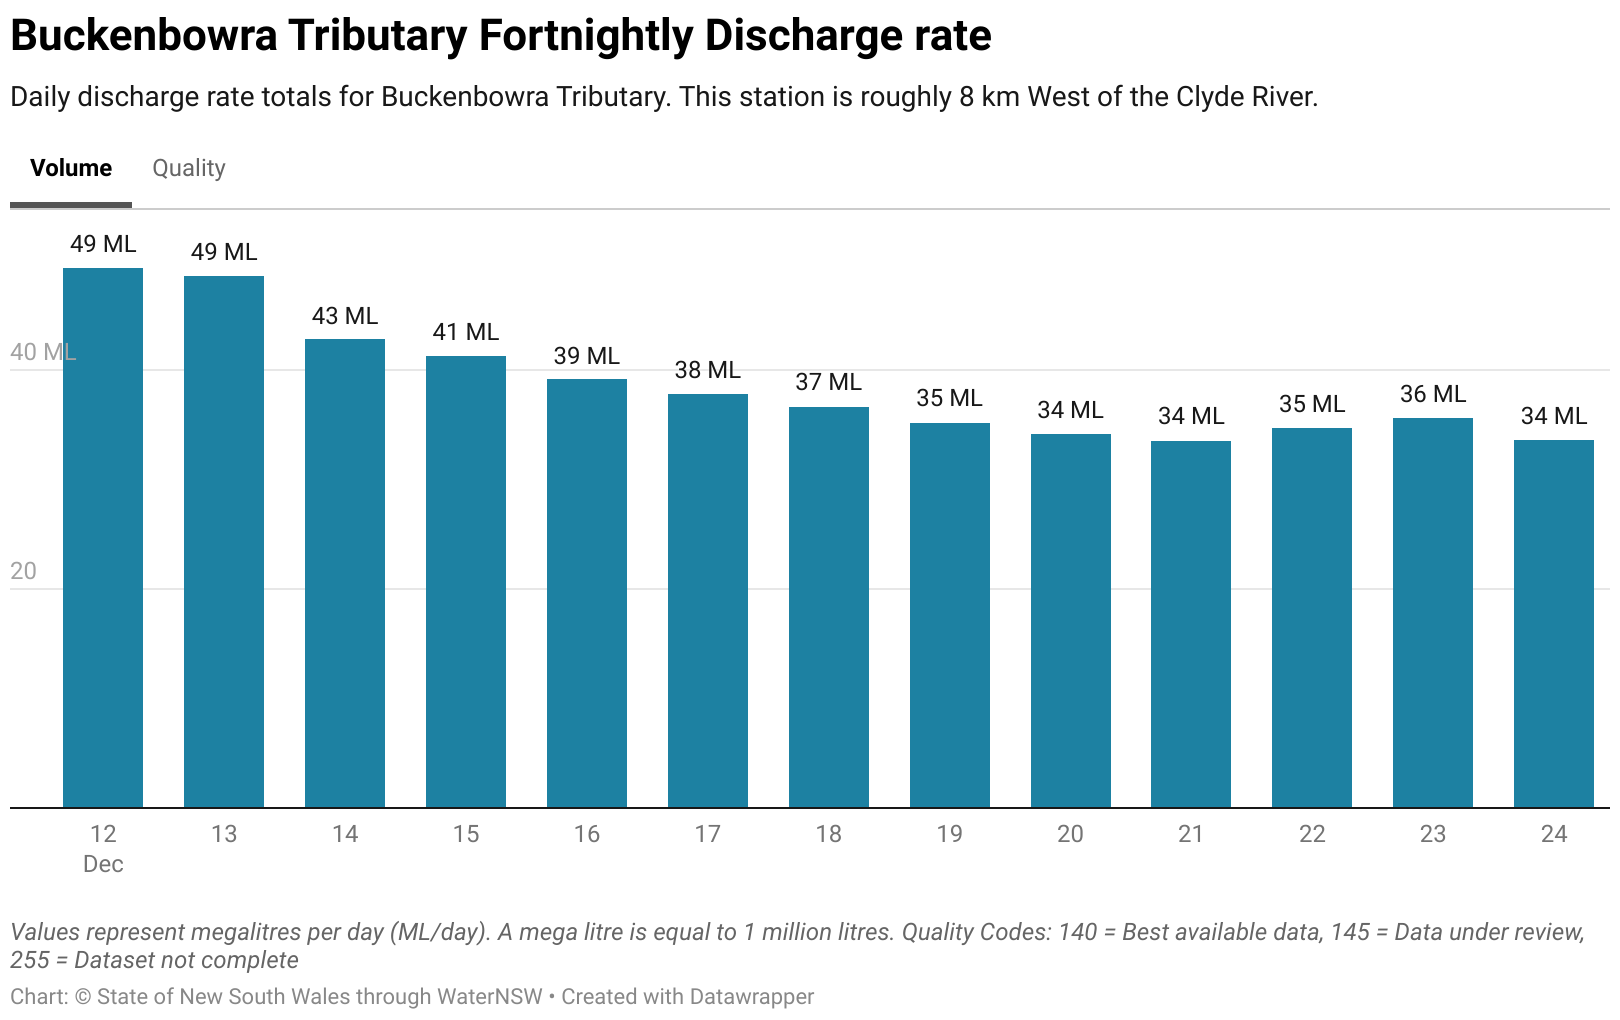 Buckenbowra Tributary Fortnightly Discharge rate
Daily discharge rate totals for Buckenbowra Tributary. This station is roughly 8 km West of the Clyde River.
Volume Quality
49 ML
49 ML
43 ML
41 ML
39 ML
38 ML
37 ML
35 ML
34 ML
34 ML
35 ML
36 ML
34 ML
40 ML
20
12 13 14 15 16 17 18 19 20 21 22 23 24
Dec
Values represent megalitres per day (ML/day). A mega litre is equal to 1 million litres. Quality Codes: 140 = Best available data, 145 = Data under review,
255 = Dataset not complete
Chart: © State of New South Wales through WaterNSW • Created with Datawrapper